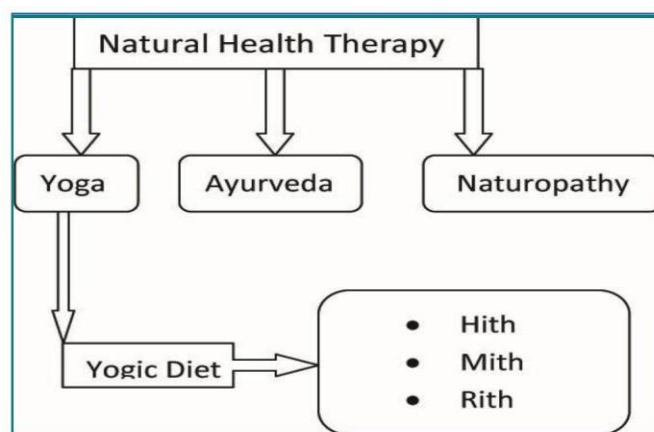 Natural Health Therapy
Yoga
Ayurveda
Naturopathy
Yogic Diet
• Hith
• Mith
• Rith